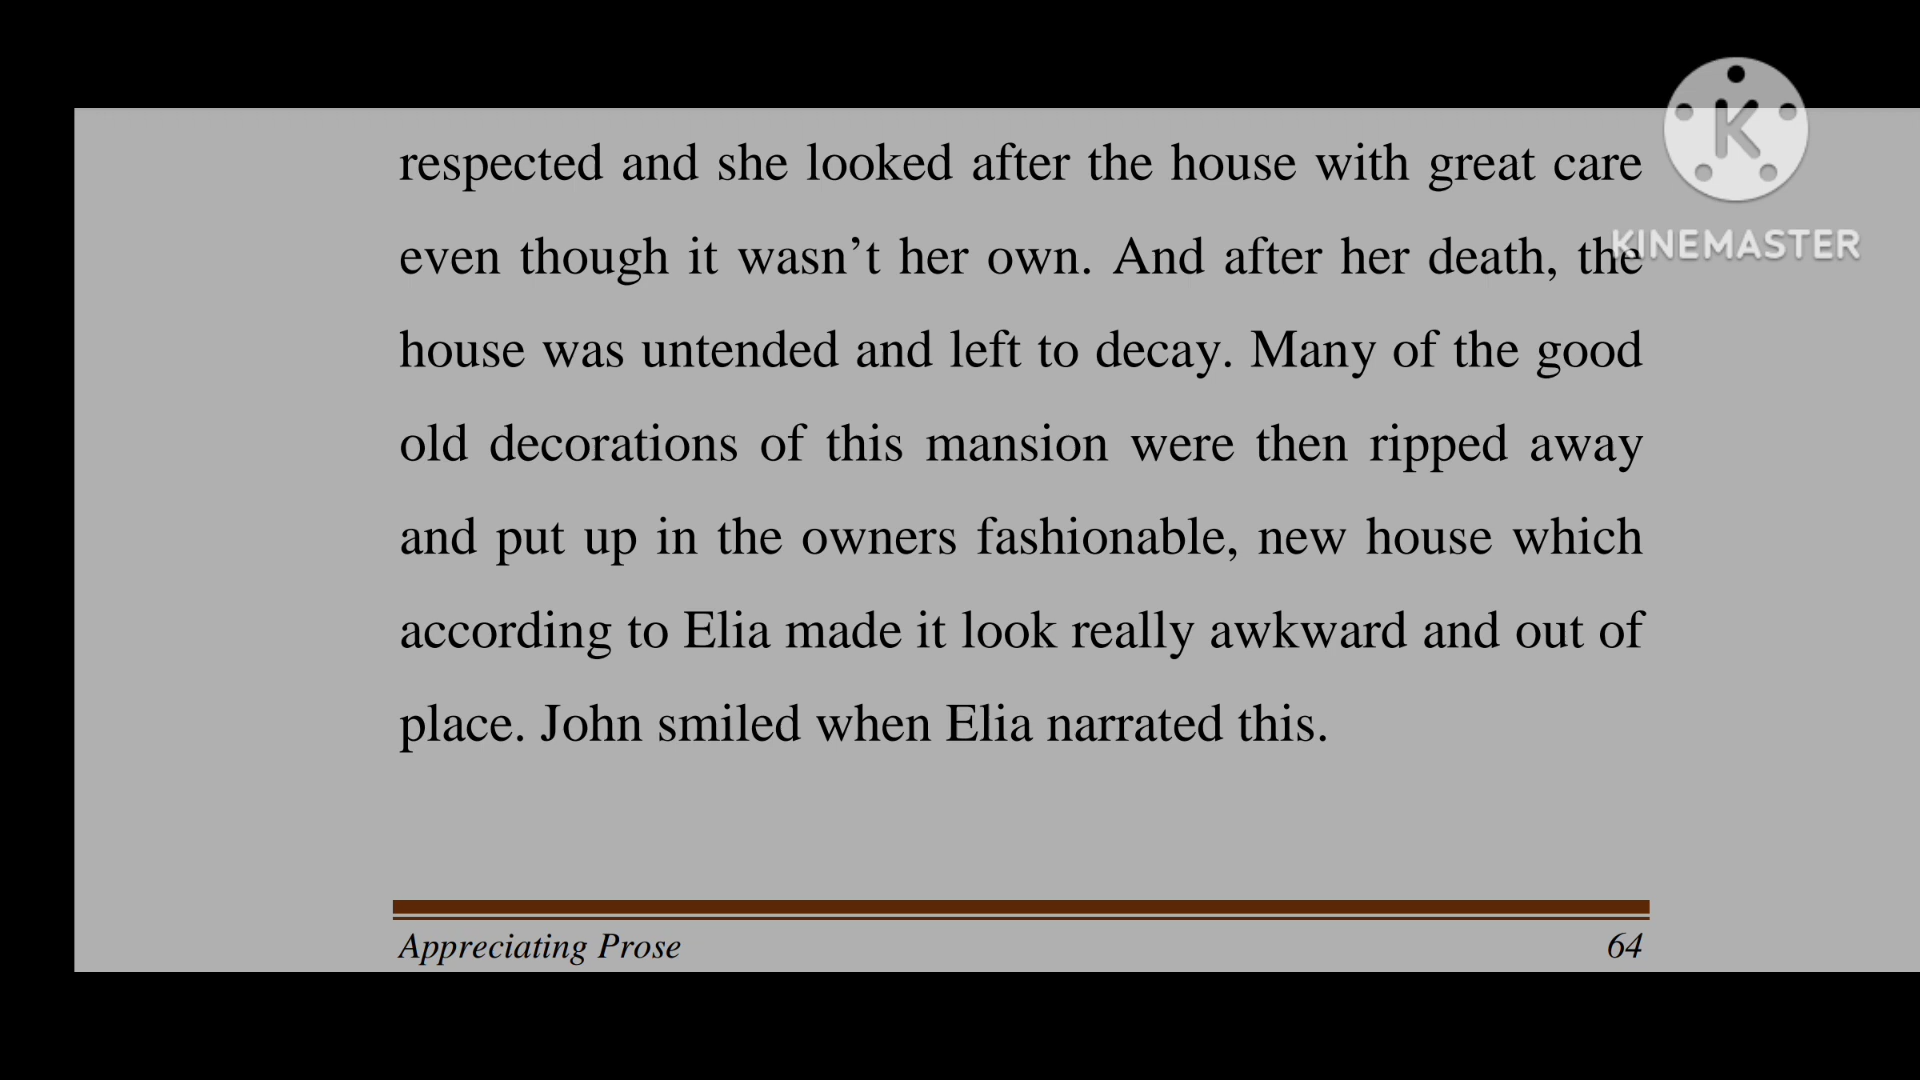 respected and she looked after the house with great care
even though it wasn’t her own. And after her death, the
house was untended and left to decay. Many of the good
old decorations of this mansion were then ripped away
and put up in the owners fashionable, new house which
according to Elia made it look really awkward and out of
place. John smiled when Elia narrated this.
Appreciating Prose 64
K
KINEMASTER